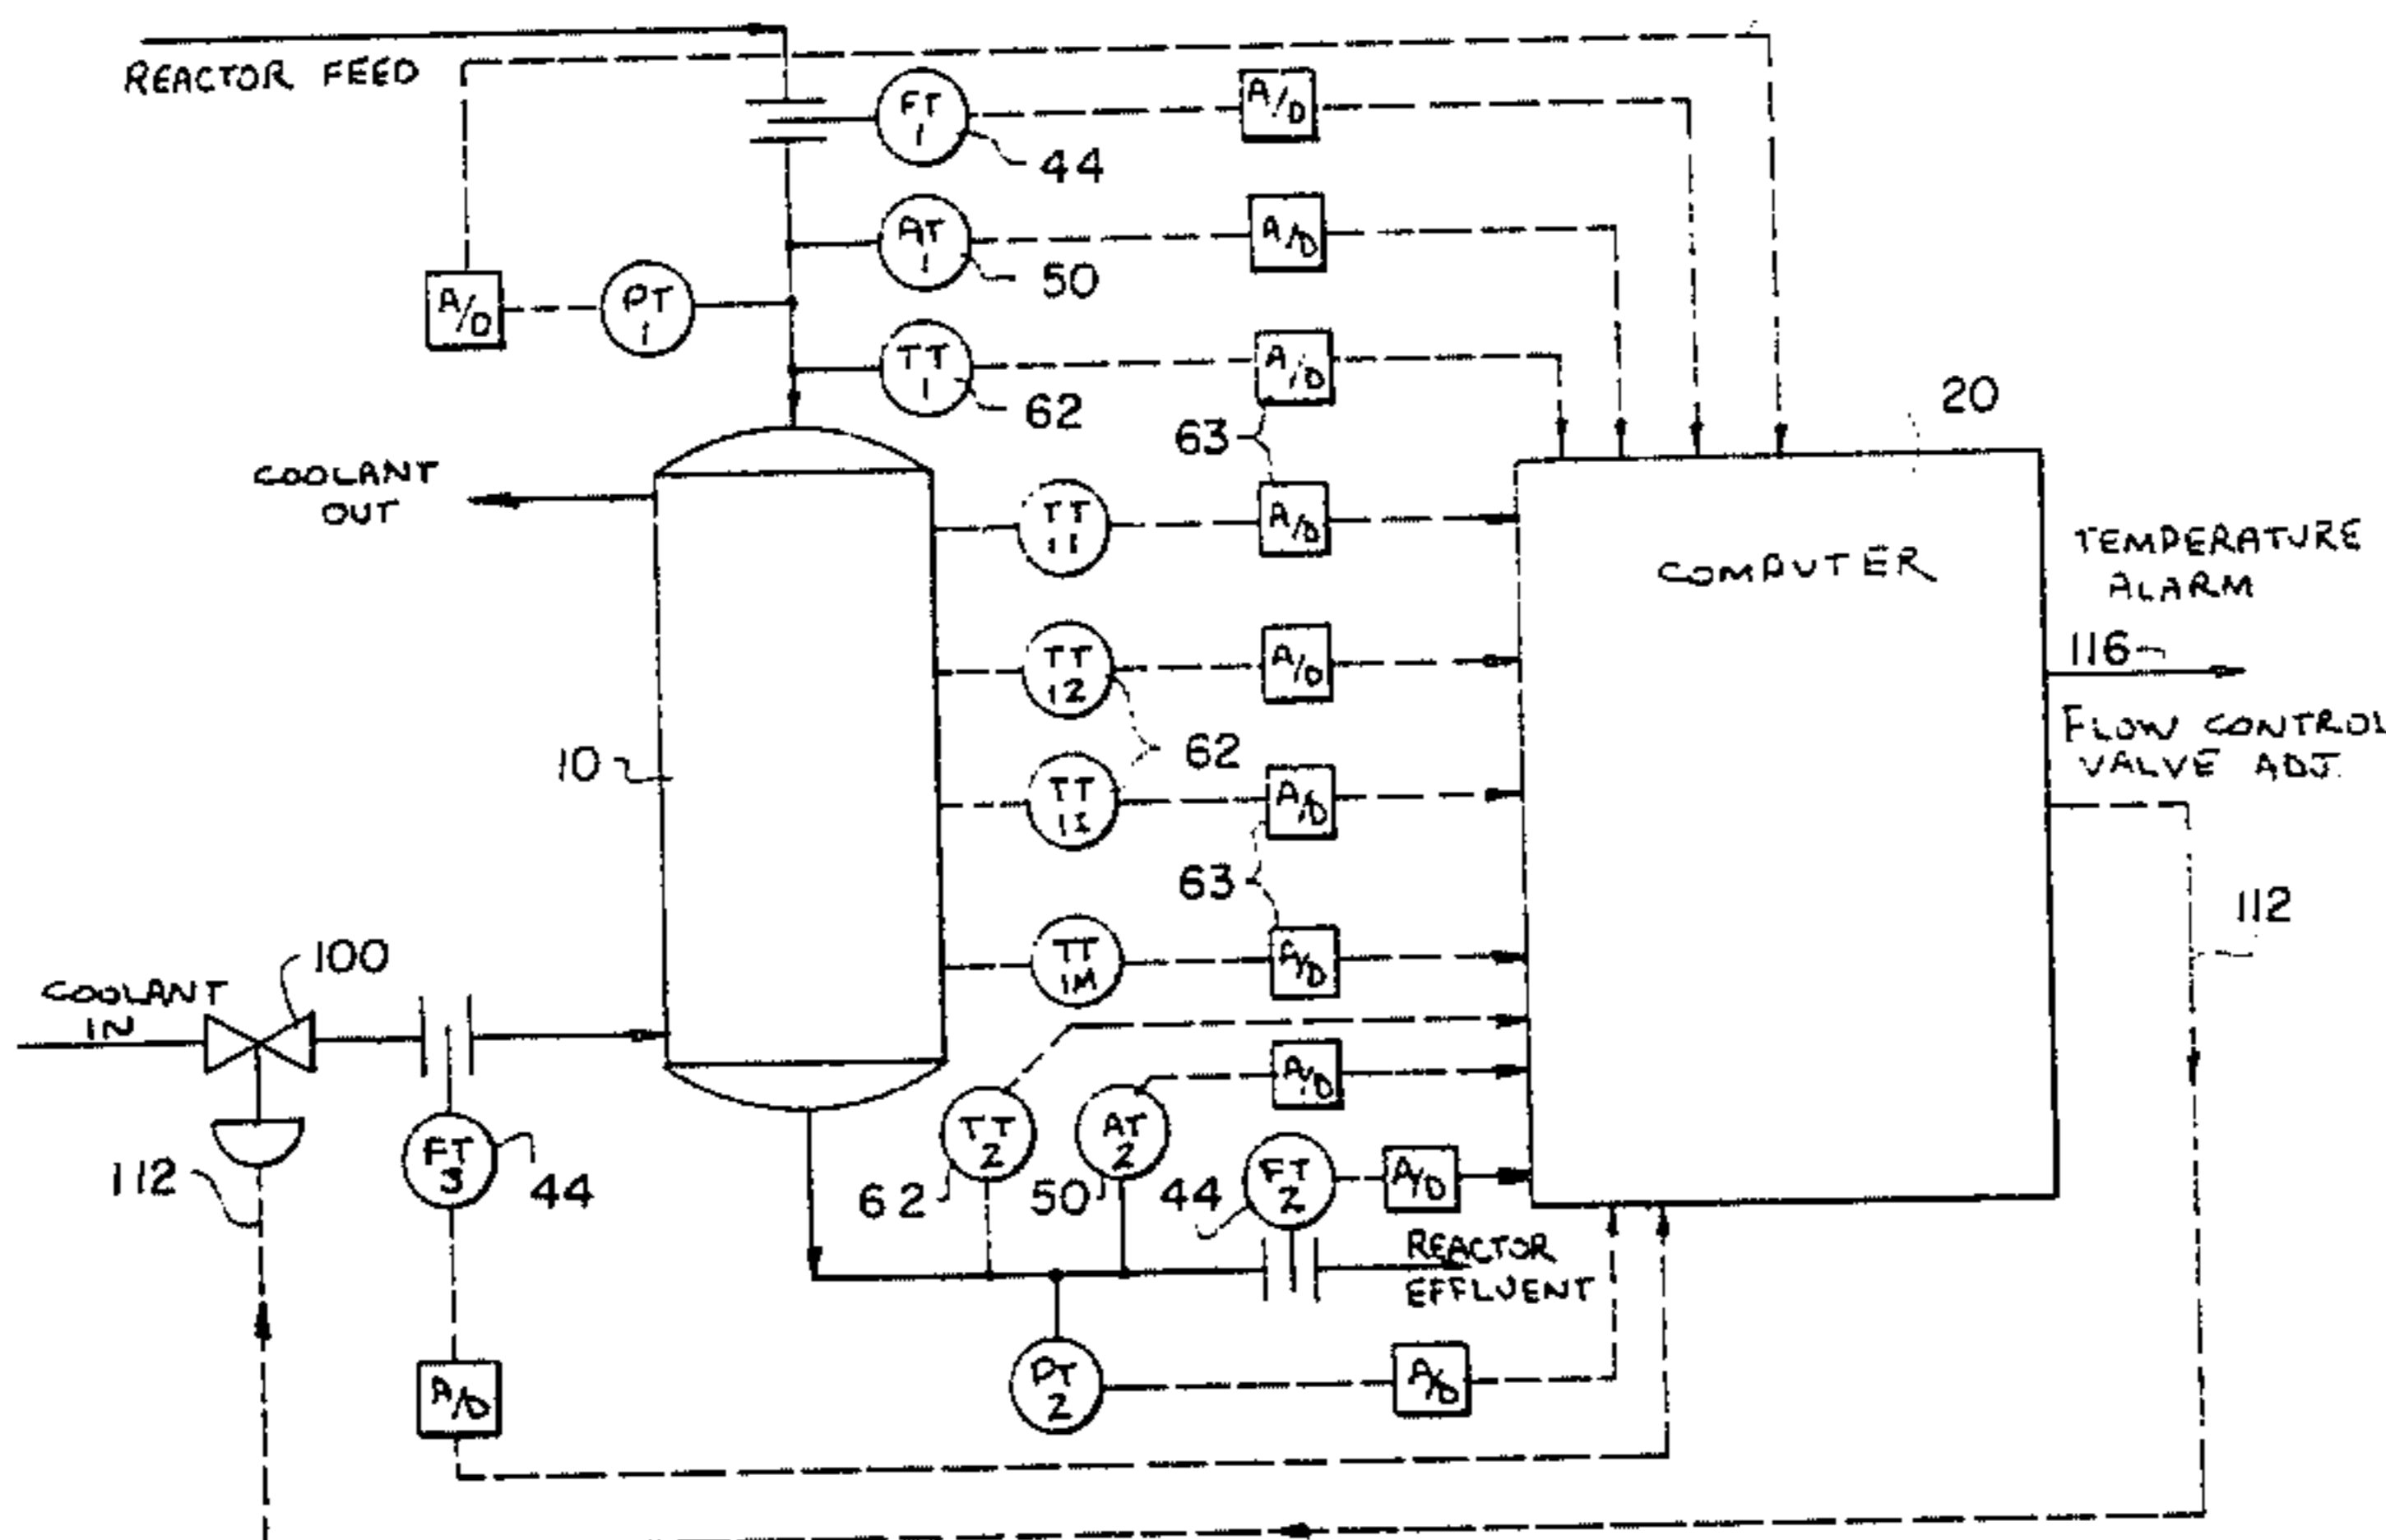 REACTOR FEED
FT
1
44
A/D
AT
1
50
A/D
A/D
PT
1
TT
1
62
A/D
63
20
COOLANT
OUT
TT
11
A/D
COMPUTER
TEMPERATURE
ALARM
116
TT
12
A/D
FLOW CONTROL
VALVE ADJ.
10
62
TT
13
A/D
63
112
100
COOLANT
IN
TT
1M
A/D
A/D
TT
2
AT
2
FT
2
A/D
112
FT
3
44
62
50
44
REACTOR
EFFLUENT
PT
2
A/D
A/D